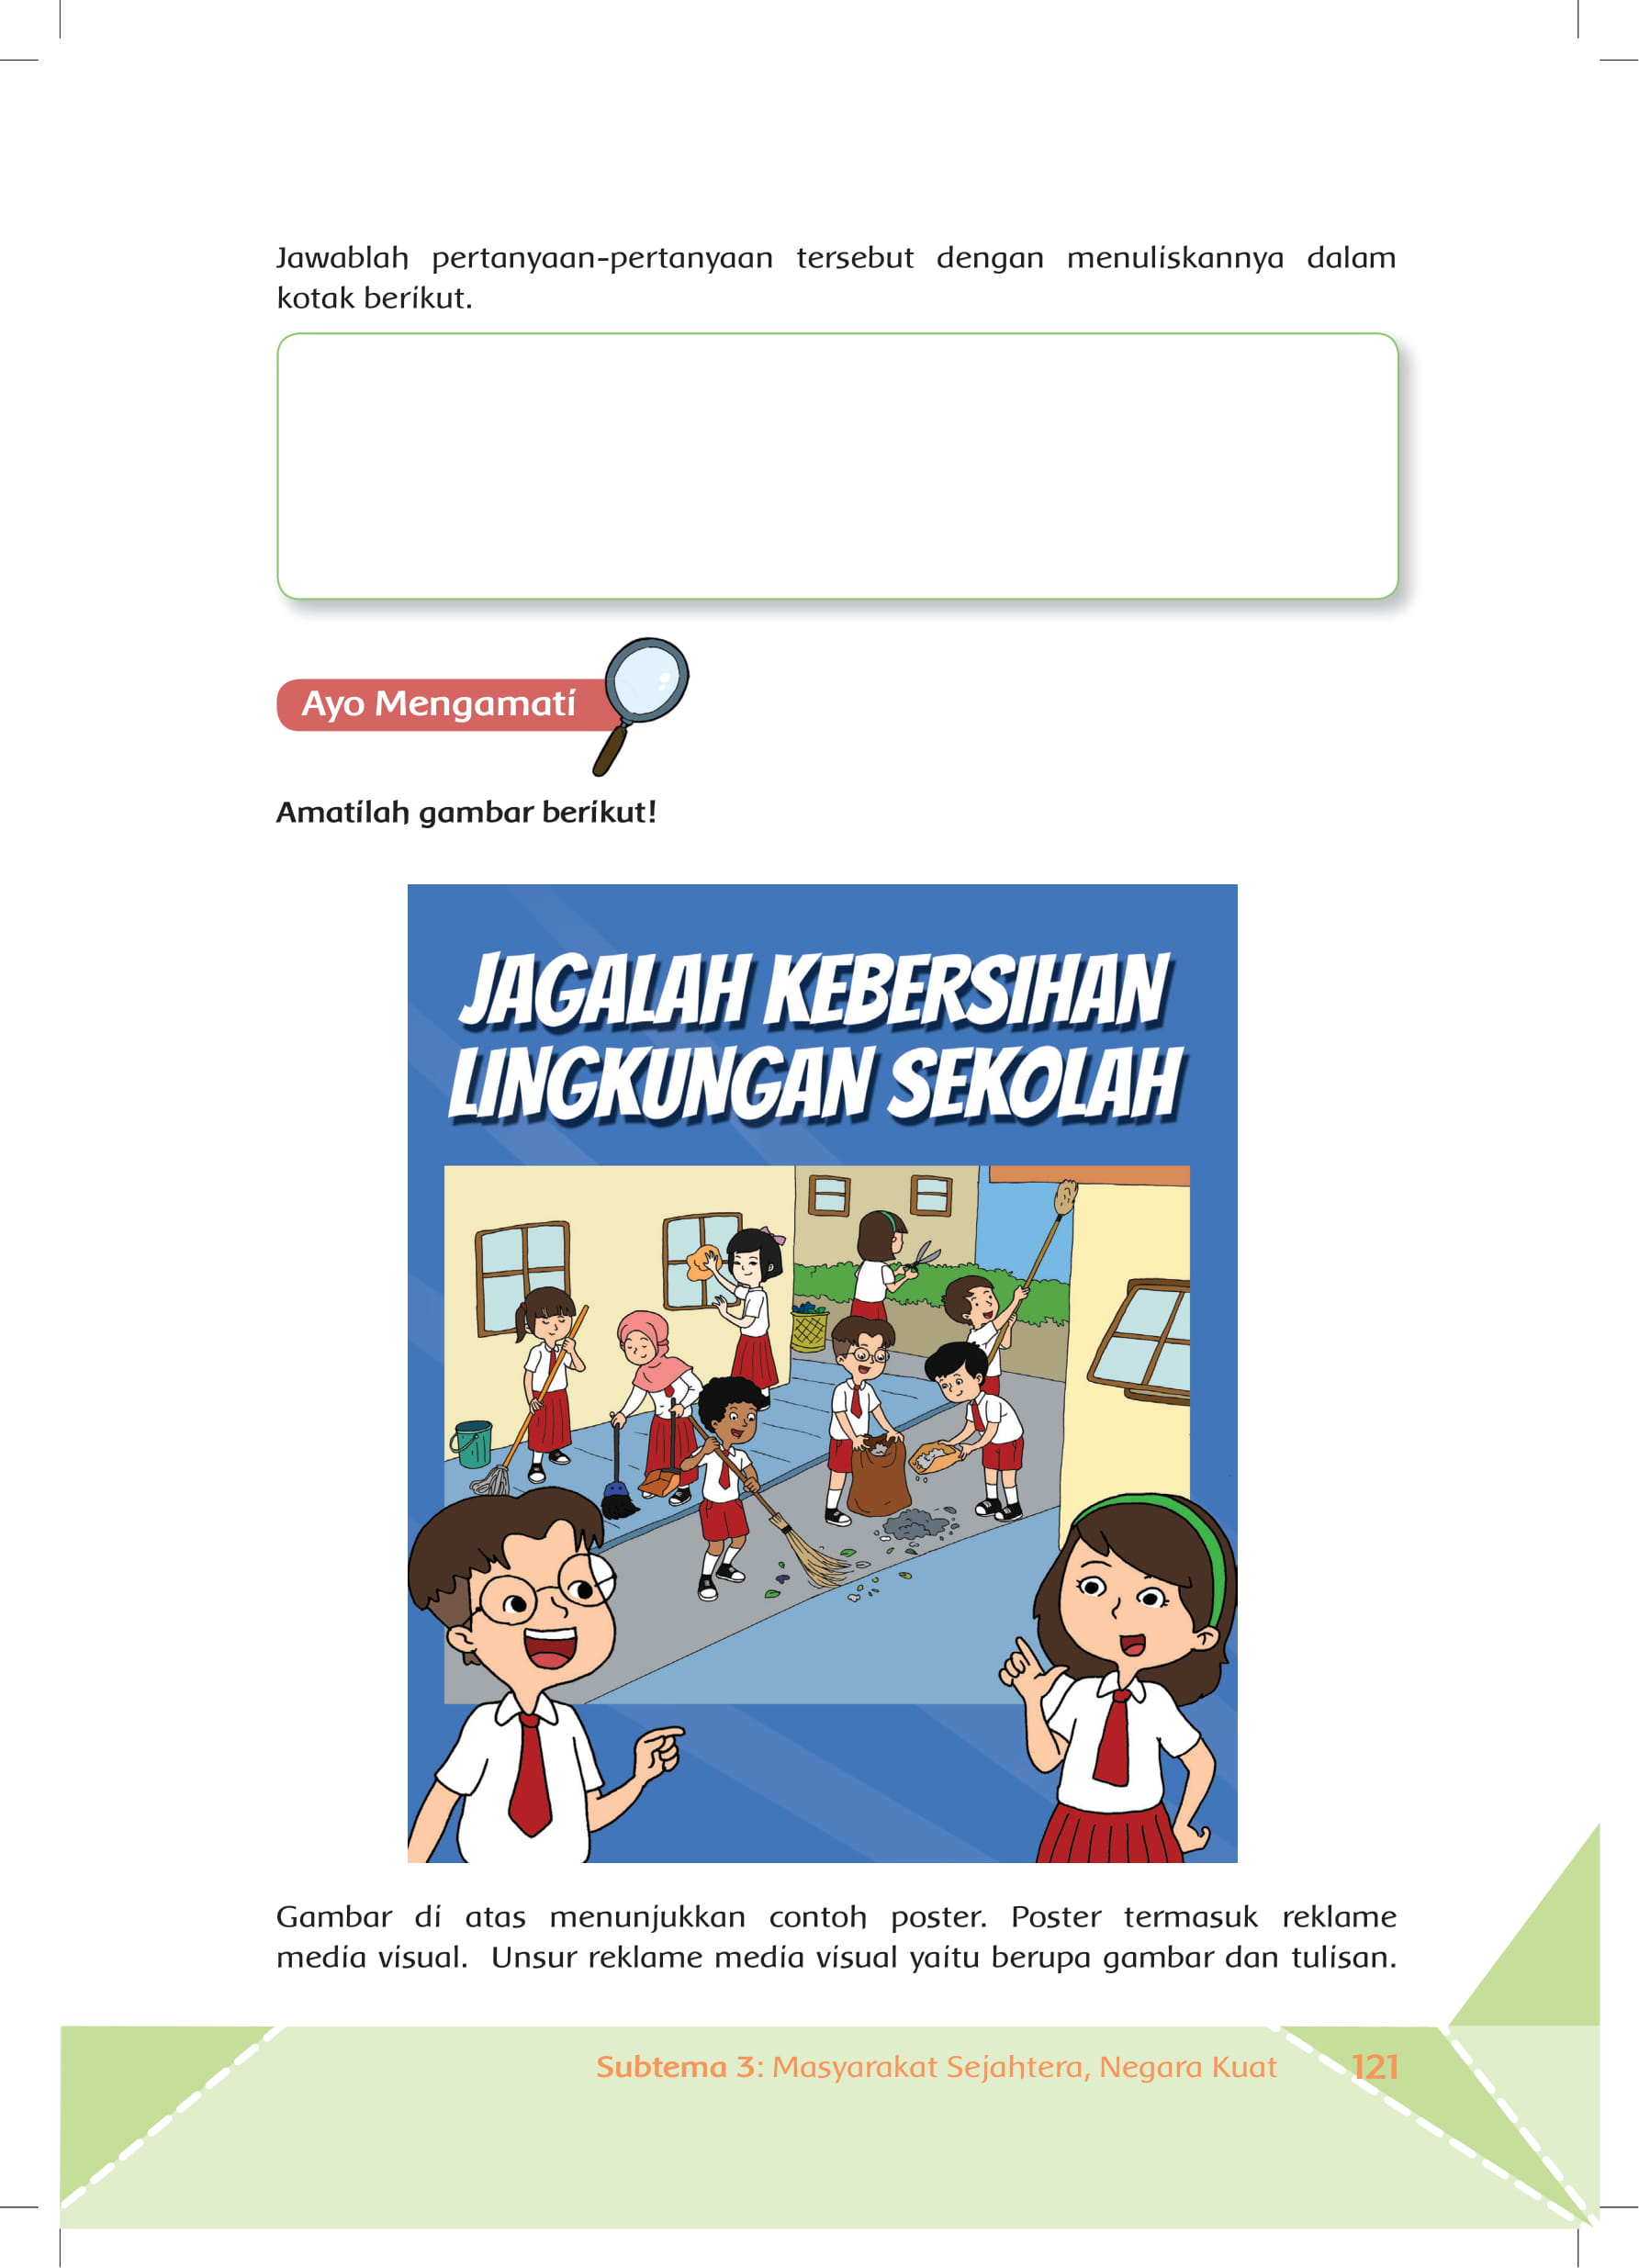 Jawablah pertanyaan-pertanyaan tersebut dengan menuliskannya dalam
kotak berikut.
Ayo Mengamati
Amatilah gambar berikut!
JAGALAH KEBERSIHAN
LINGKUNGAN SEKOLAH
Gambar di atas menunjukkan contoh poster. Poster termasuk reklame
media visual. Unsur reklame media visual yaitu berupa gambar dan tulisan.
Subtema 3: Masyarakat Sejahtera, Negara Kuat 121